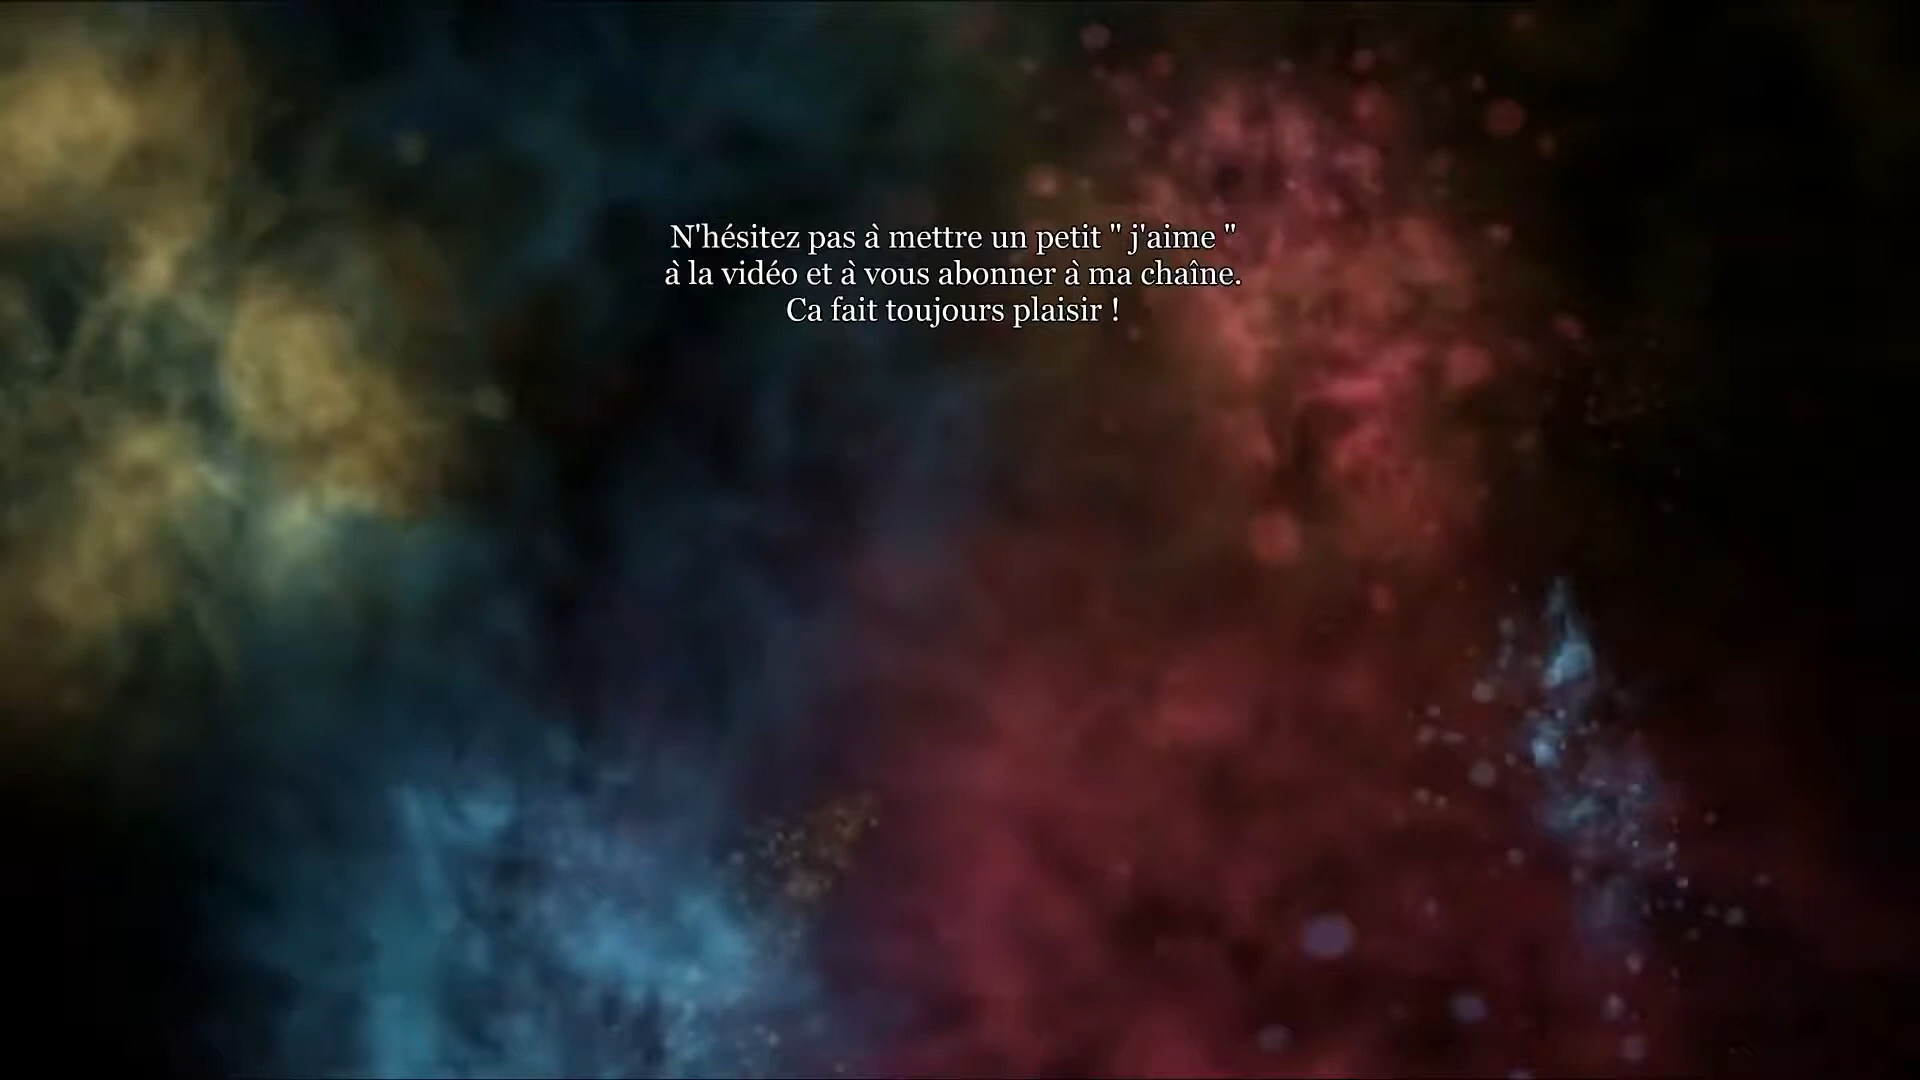 N'hésitez pas à mettre un petit " j'aime "
à la vidéo et à vous abonner à ma chaîne.
Ca fait toujours plaisir !